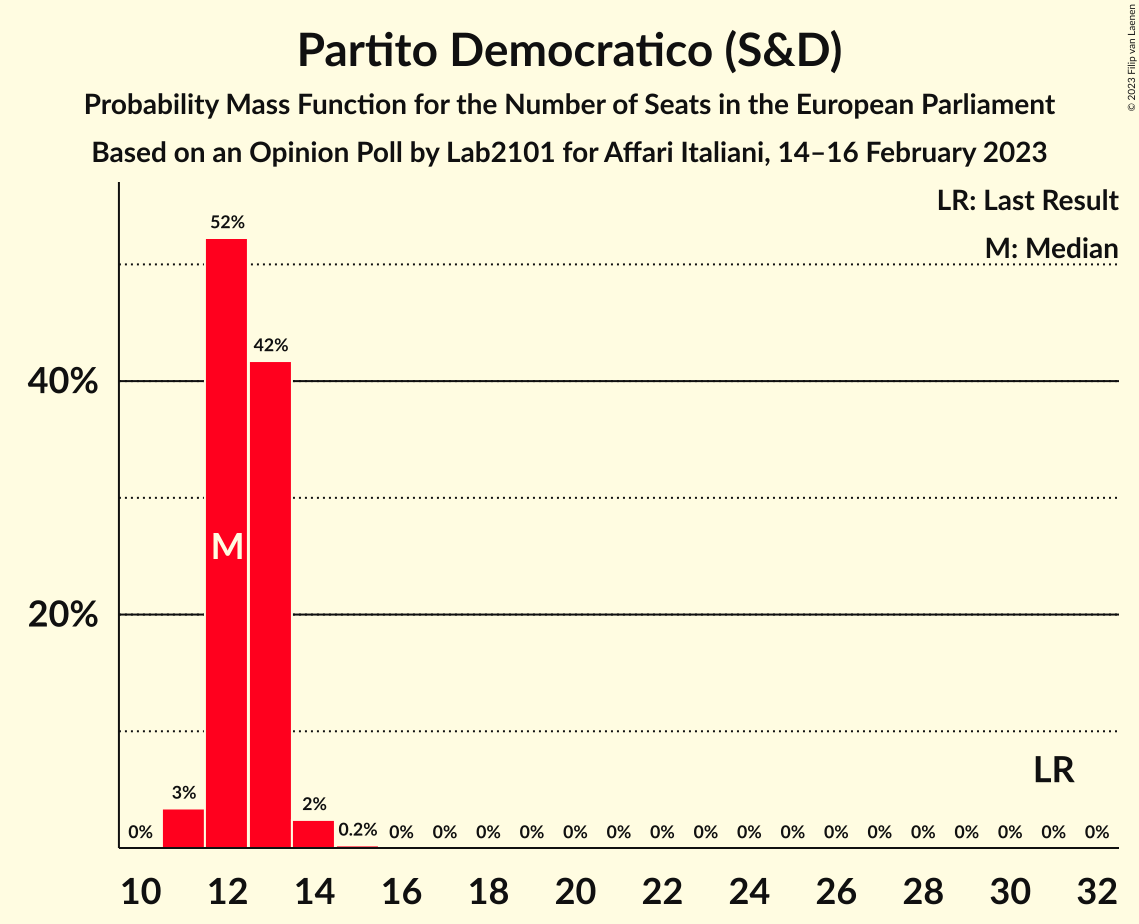 Partito Democratico (S&D)
Probability Mass Function for the Number of Seats in the European Parliament
Based on an Opinion Poll by Lab2101 for Affari Italiani, 14–16 February 2023
© 2023 Filip van Laenen
LR: Last Result
M: Median
52%
42%
40%
M
20%
LR
3%
2%
0% 0.2% 0% 0% 0% 0% 0% 0% 0% 0% 0% 0% 0% 0% 0% 0% 0% 0% 0%
10 12 14 16 18 20 22 24 26 28 30 32